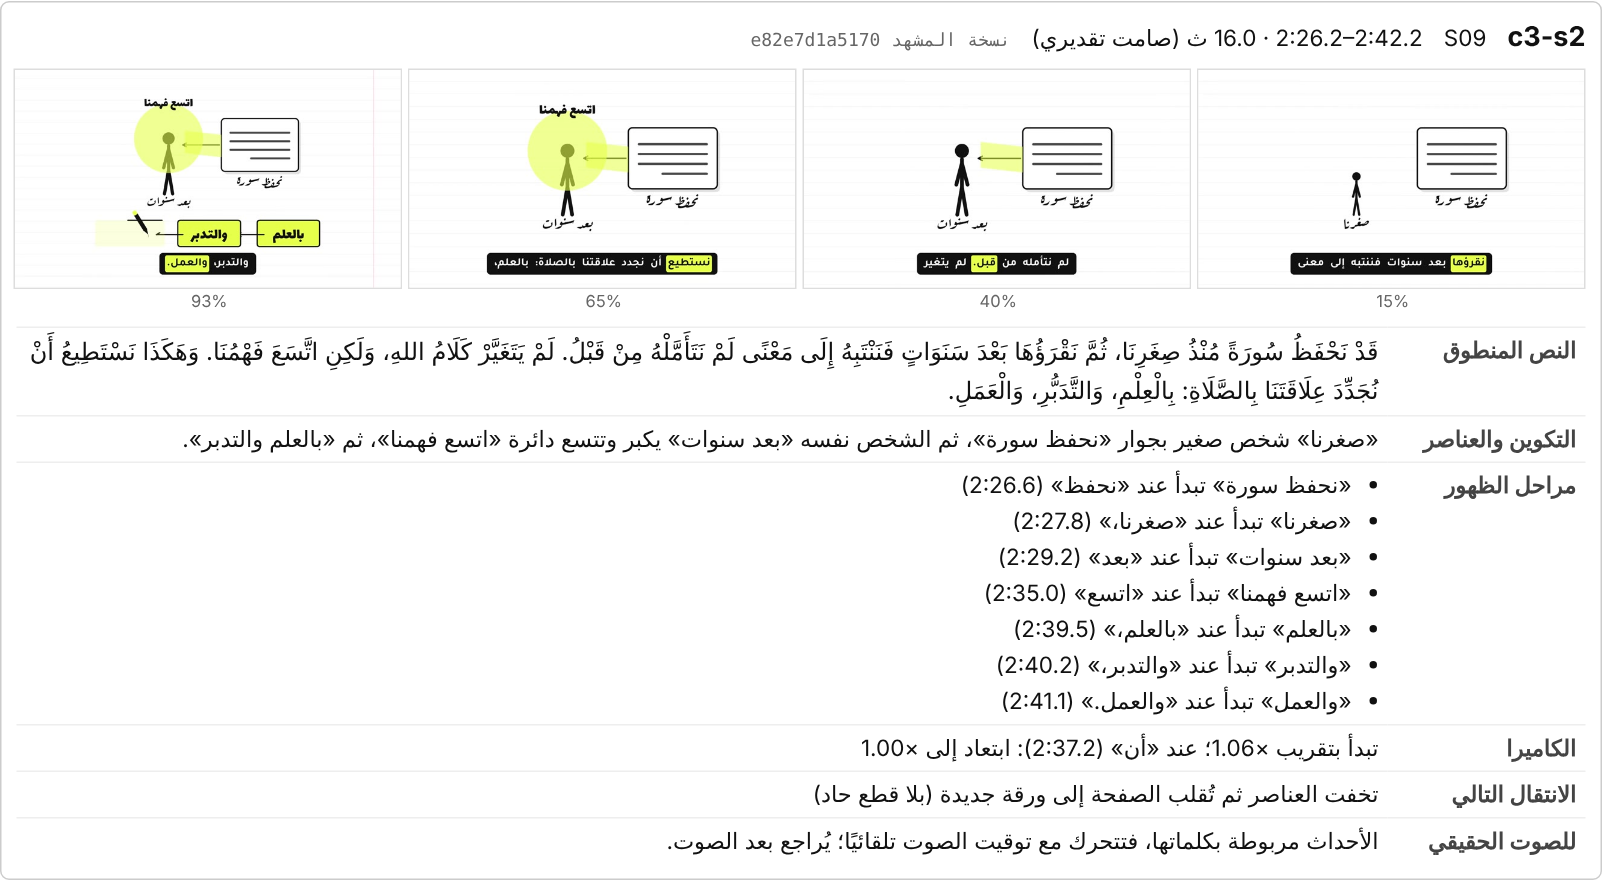 c3-s2 S09 2:26.2–2:42.2 · 16.0 ث (صامت تقديري) نسخة المشهد e82e7d1a5170
نحفظ سورة
صغرنا
نقرؤها بعد سنوات فننتبه إلى معنى
15%
نحفظ سورة
بعد سنوات
لم نتأمله من قبل. لم يتغير
40%
اتسع فهمنا
نحفظ سورة
بعد سنوات
نستطيع أن نجدد علاقتنا بالصلاة: بالعلم،
65%
اتسع فهمنا
نحفظ سورة
بعد سنوات
بالعلم
والتدبر
والتدبر، والعمل.
93%
النص المنطوق
قَدْ نَحْفَظُ سُورَةً مُنْذُ صِغَرِنَا، ثُمَّ نَقْرَؤُهَا بَعْدَ سَنَوَاتٍ فَنَنْتَبِهُ إِلَى مَعْنًى لَمْ نَتَأَمَّلْهُ مِنْ قَبْلُ. لَمْ يَتَغَيَّرْ كَلَامُ اللهِ، وَلَكِنِ اتَّسَعَ فَهْمُنَا. وَهَكَذَا نَسْتَطِيعُ أَنْ
نُجَدِّدَ عِلَاقَتَنَا بِالصَّلَاةِ: بِالْعِلْمِ، وَالتَّدَبُّرِ، وَالْعَمَلِ.
التكوين والعناصر
«صغرنا» شخص صغير بجوار «نحفظ سورة»، ثم الشخص نفسه «بعد سنوات» يكبر وتتسع دائرة «اتسع فهمنا»، ثم «بالعلم والتدبر».
مراحل الظهور
• «نحفظ سورة» تبدأ عند «نحفظ» (2:26.6)
• «صغرنا» تبدأ عند «صغرنا،» (2:27.8)
• «بعد سنوات» تبدأ عند «بعد» (2:29.2)
• «اتسع فهمنا» تبدأ عند «اتسع» (2:35.0)
• «بالعلم» تبدأ عند «بالعلم،» (2:39.5)
• «والتدبر» تبدأ عند «والتدبر،» (2:40.2)
• «والعمل» تبدأ عند «والعمل.» (2:41.1)
الكاميرا
تبدأ بتقريب ×1.06؛ عند «أن» (2:37.2): ابتعاد إلى ×1.00
الانتقال التالي
تخفت العناصر ثم تُقلب الصفحة إلى ورقة جديدة (بلا قطع حاد)
للصوت الحقيقي
الأحداث مربوطة بكلماتها، فتتحرك مع توقيت الصوت تلقائيًا؛ يُراجع بعد الصوت.